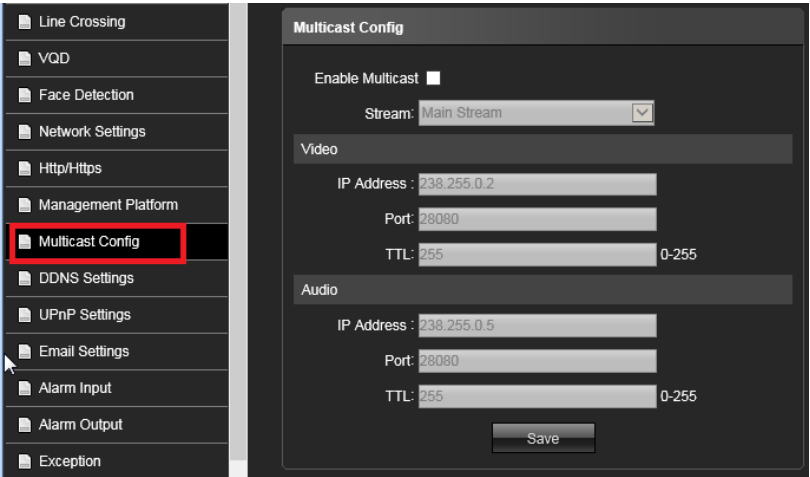 Line Crossing
VQD
Face Detection
Network Settings
Http/Https
Management Platform
Multicast Config
DDNS Settings
UPnP Settings
Email Settings
Alarm Input
Alarm Output
Exception
Multicast Config
Enable Multicast
Stream: Main Stream
Video
IP Address : 238.255.0.2
Port: 28080
TTL: 255 0-255
Audio
IP Address : 238.255.0.5
Port: 28080
TTL: 255 0-255
Save